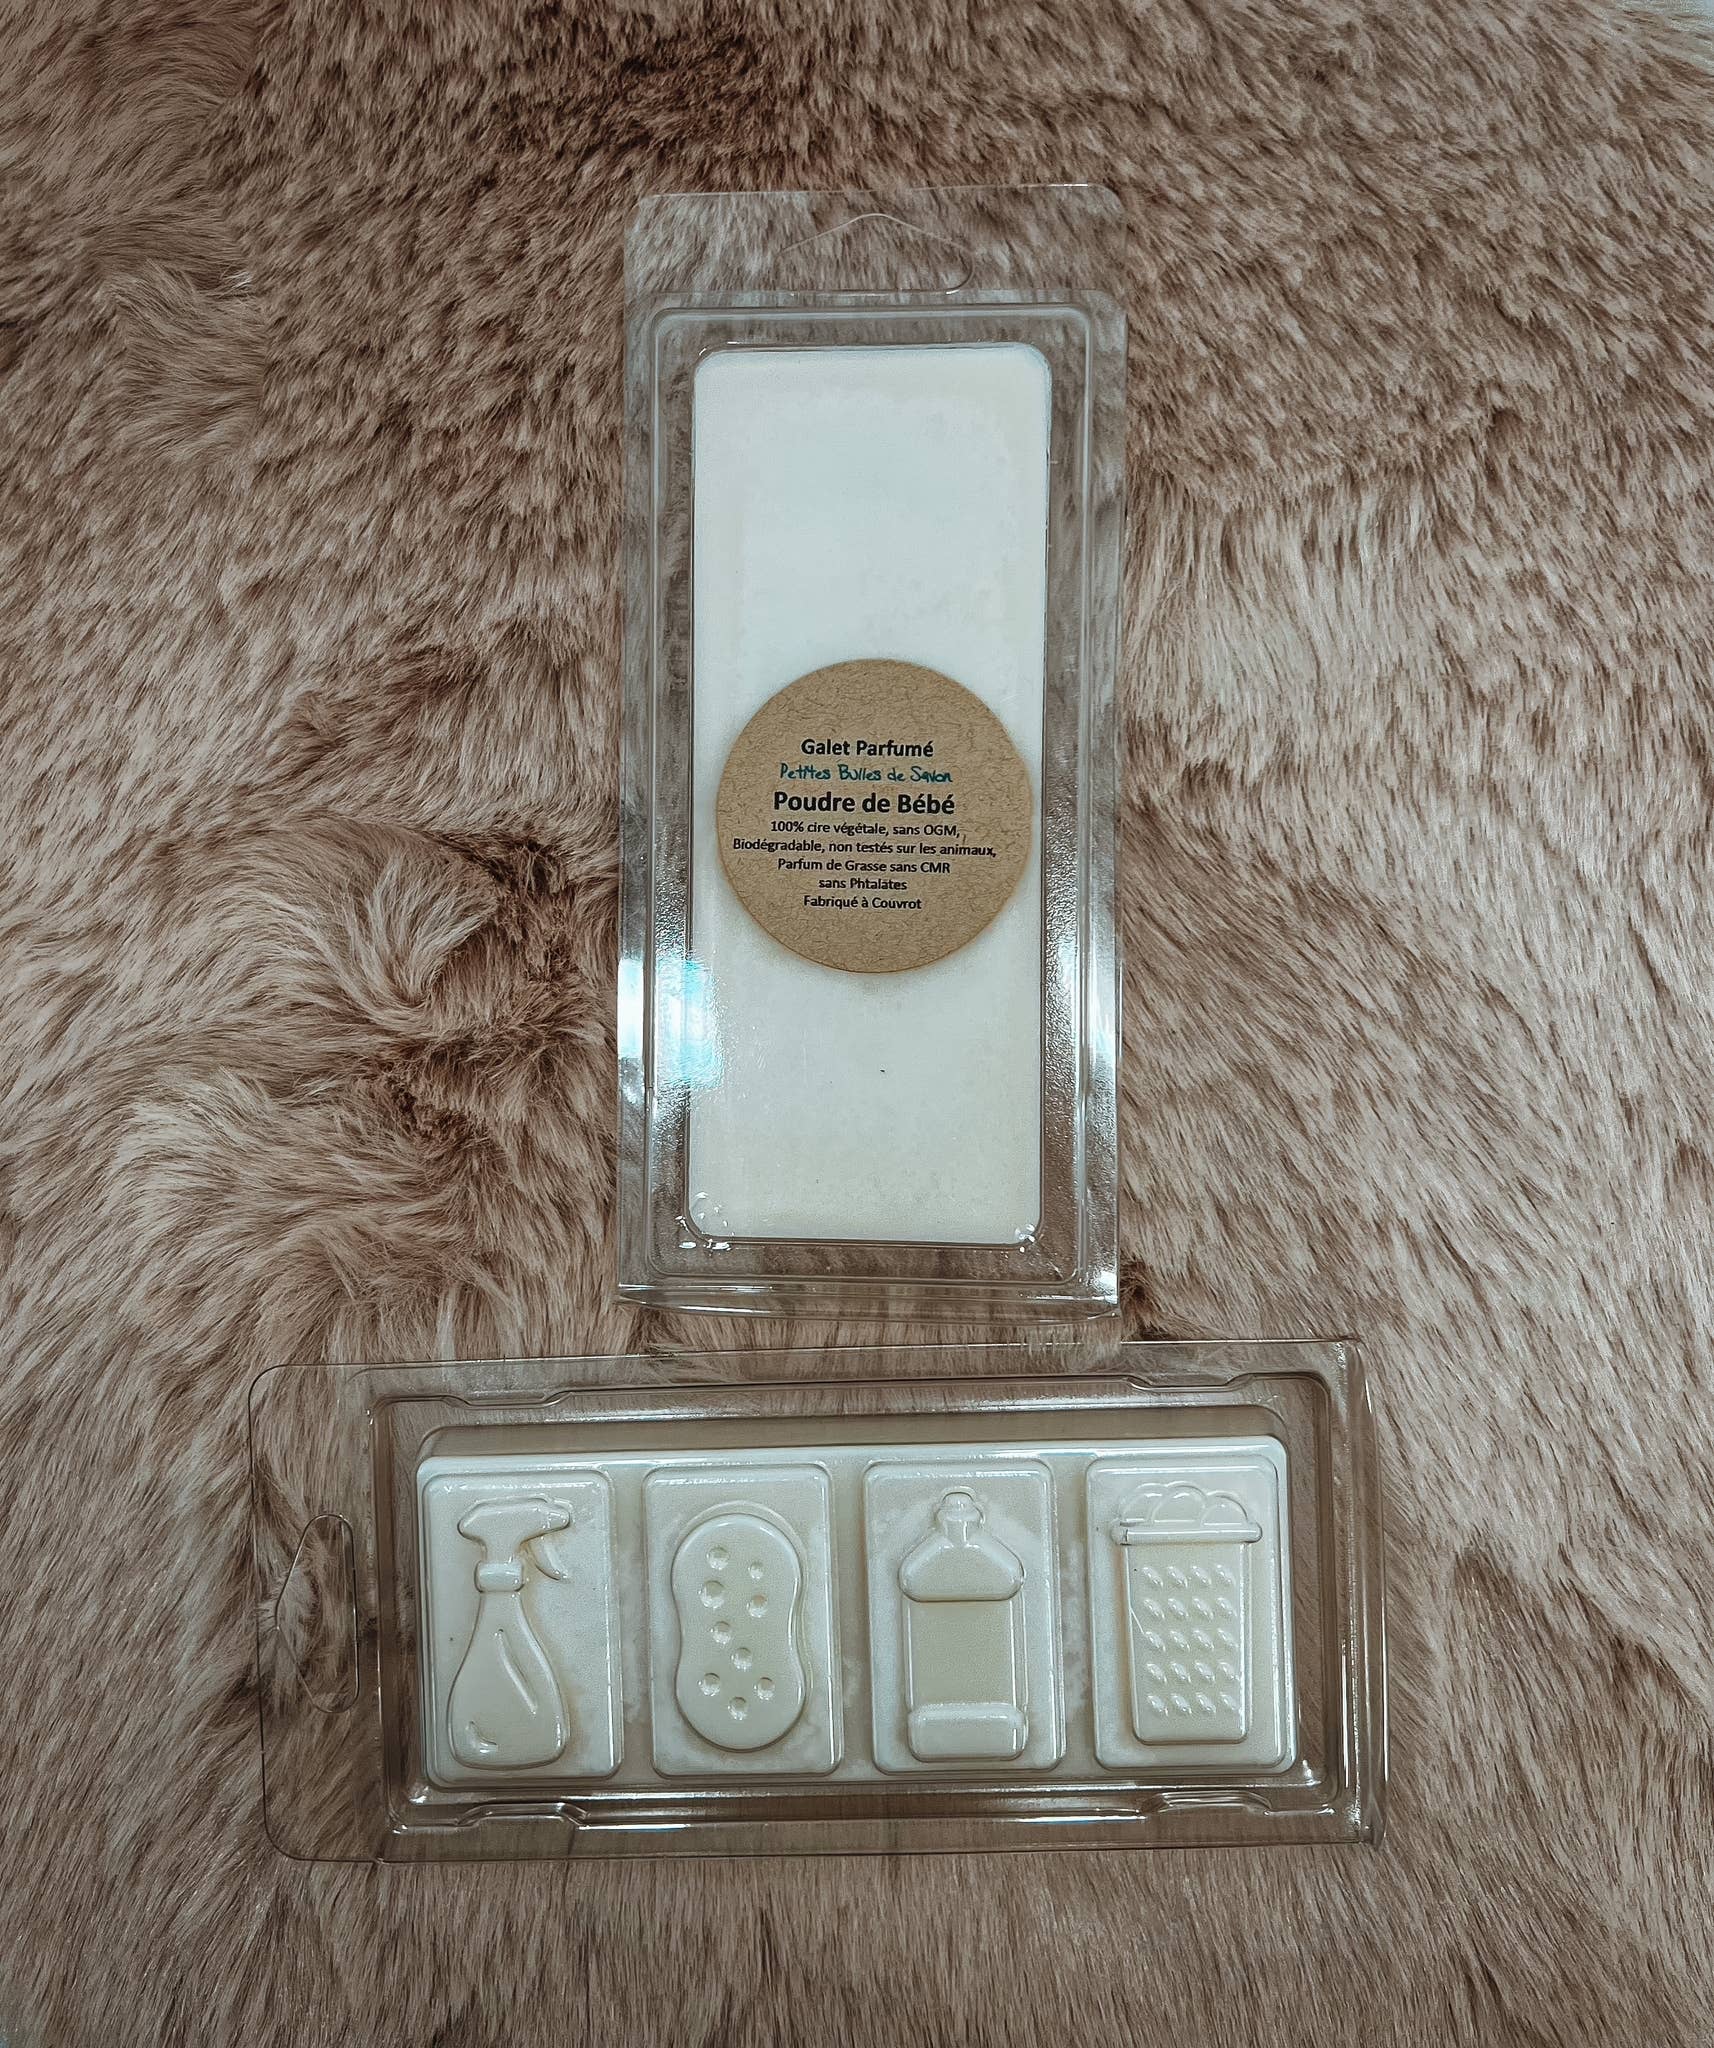 Galet Parfumé
Petites Bulles de Savon
Poudre de Bébé
100% cire végétale, sans OGM,
Biodégradable, non testés sur les animaux,
Parfum de Grasse sans CMR
sans Phtalates
Fabriqué à Couvrot